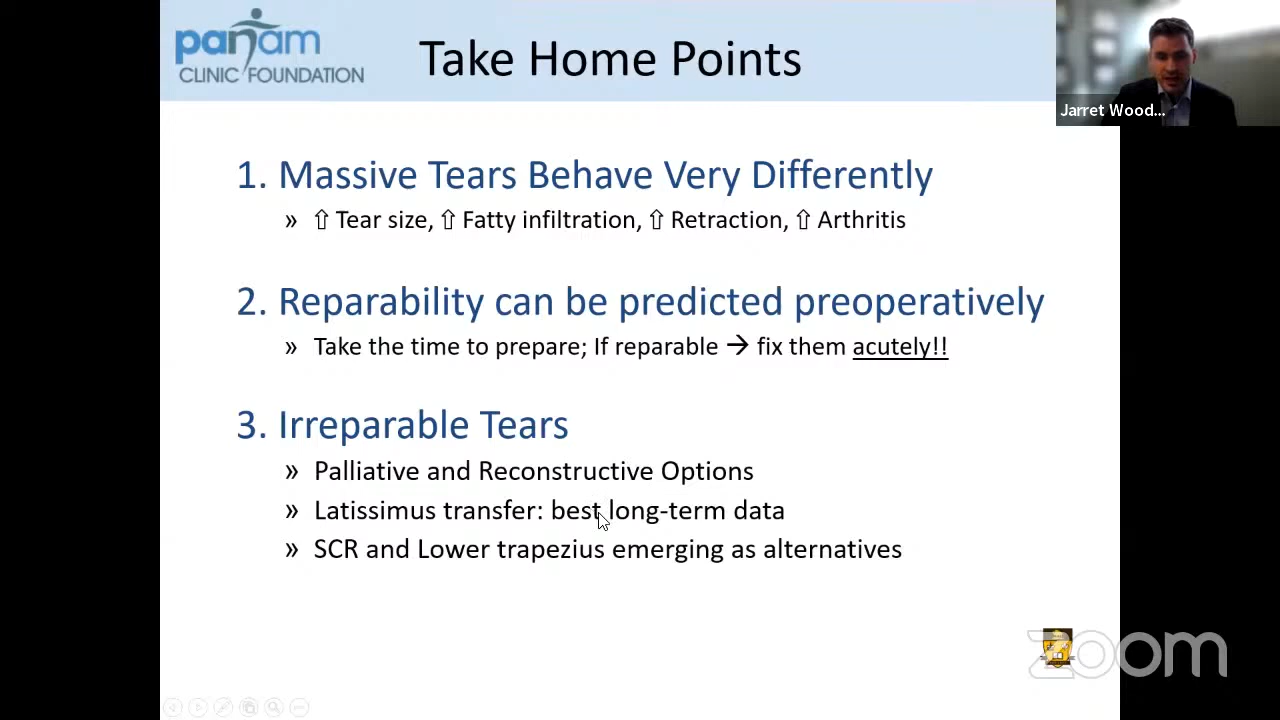 panam
CLINIC FOUNDATION
Take Home Points
Jarret Wood...
1. Massive Tears Behave Very Differently
» ⇧ Tear size, ⇧ Fatty infiltration, ⇧ Retraction, ⇧ Arthritis
2. Reparability can be predicted preoperatively
» Take the time to prepare; If reparable → fix them acutely!!
3. Irreparable Tears
» Palliative and Reconstructive Options
» Latissimus transfer: best long-term data
» SCR and Lower trapezius emerging as alternatives
zoom